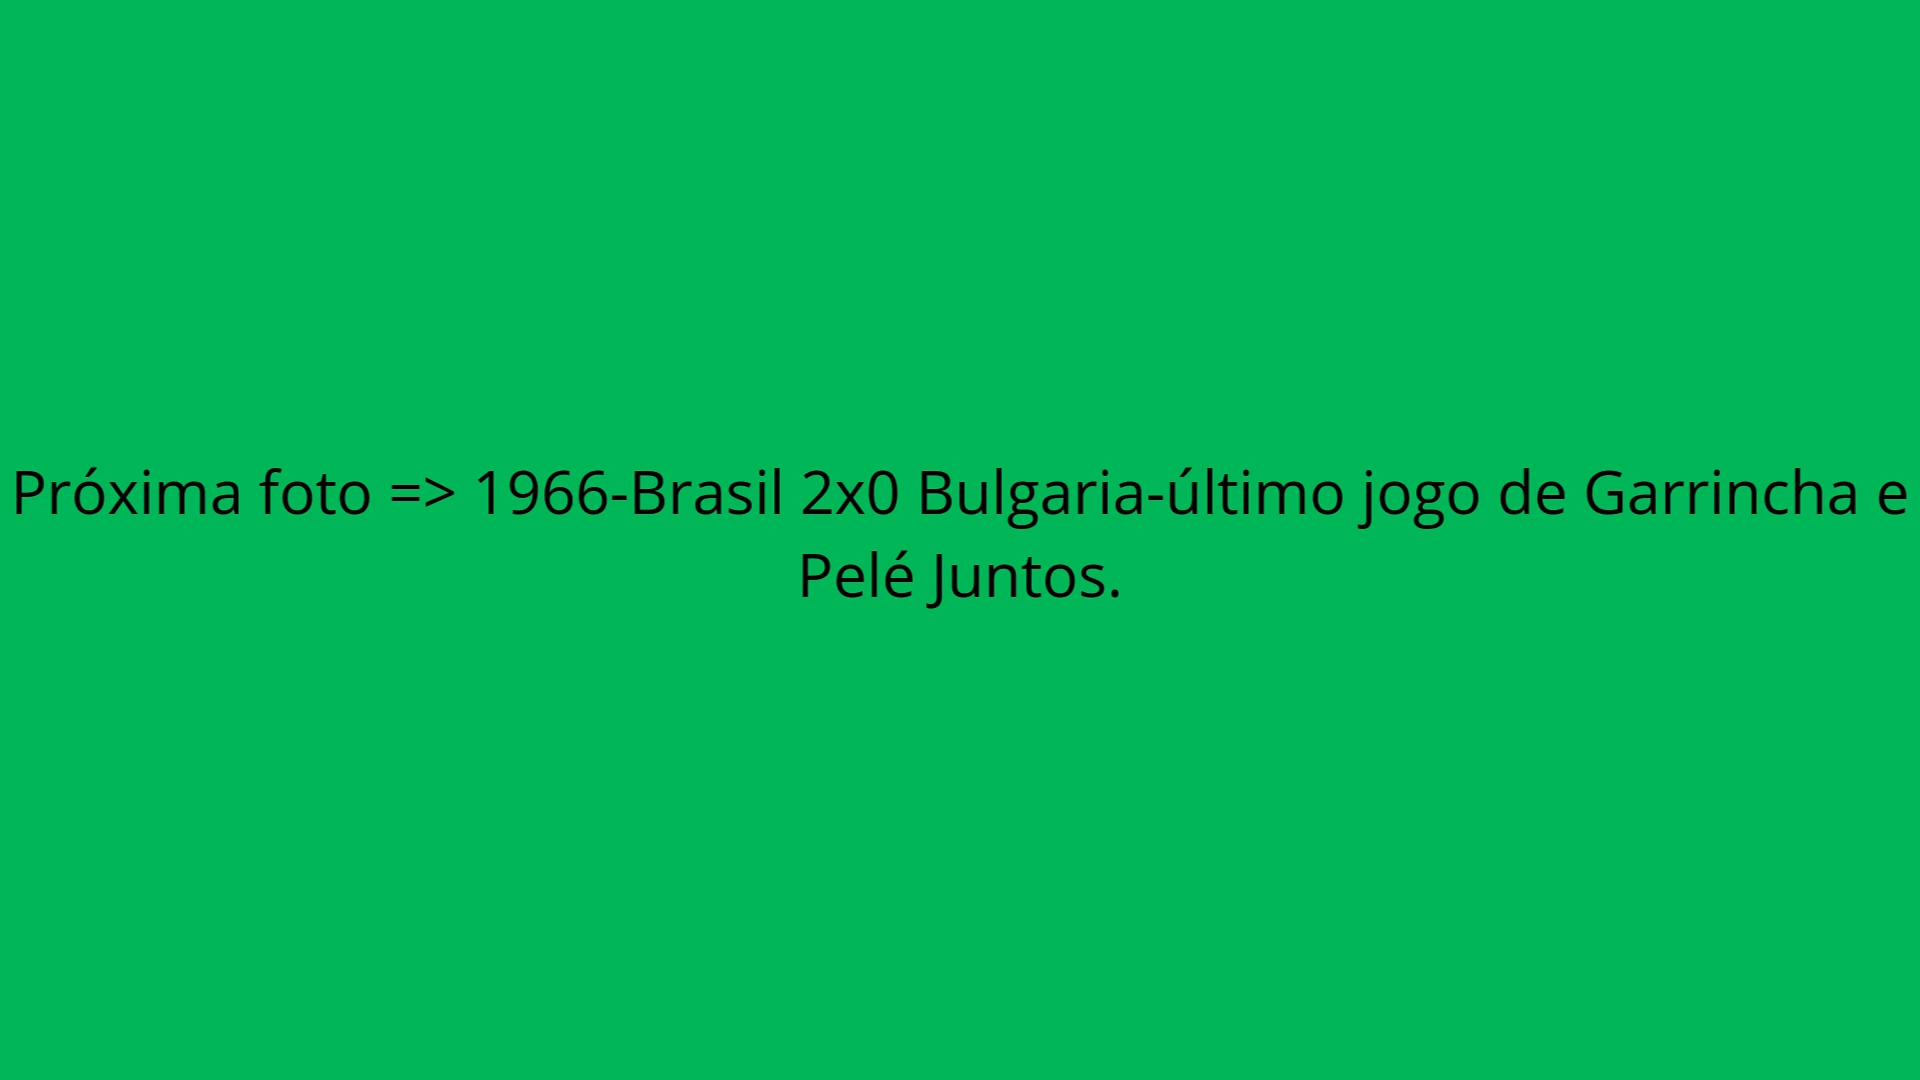 Próxima foto => 1966-Brasil 2x0 Bulgaria-último jogo de Garrincha e
Pelé Juntos.